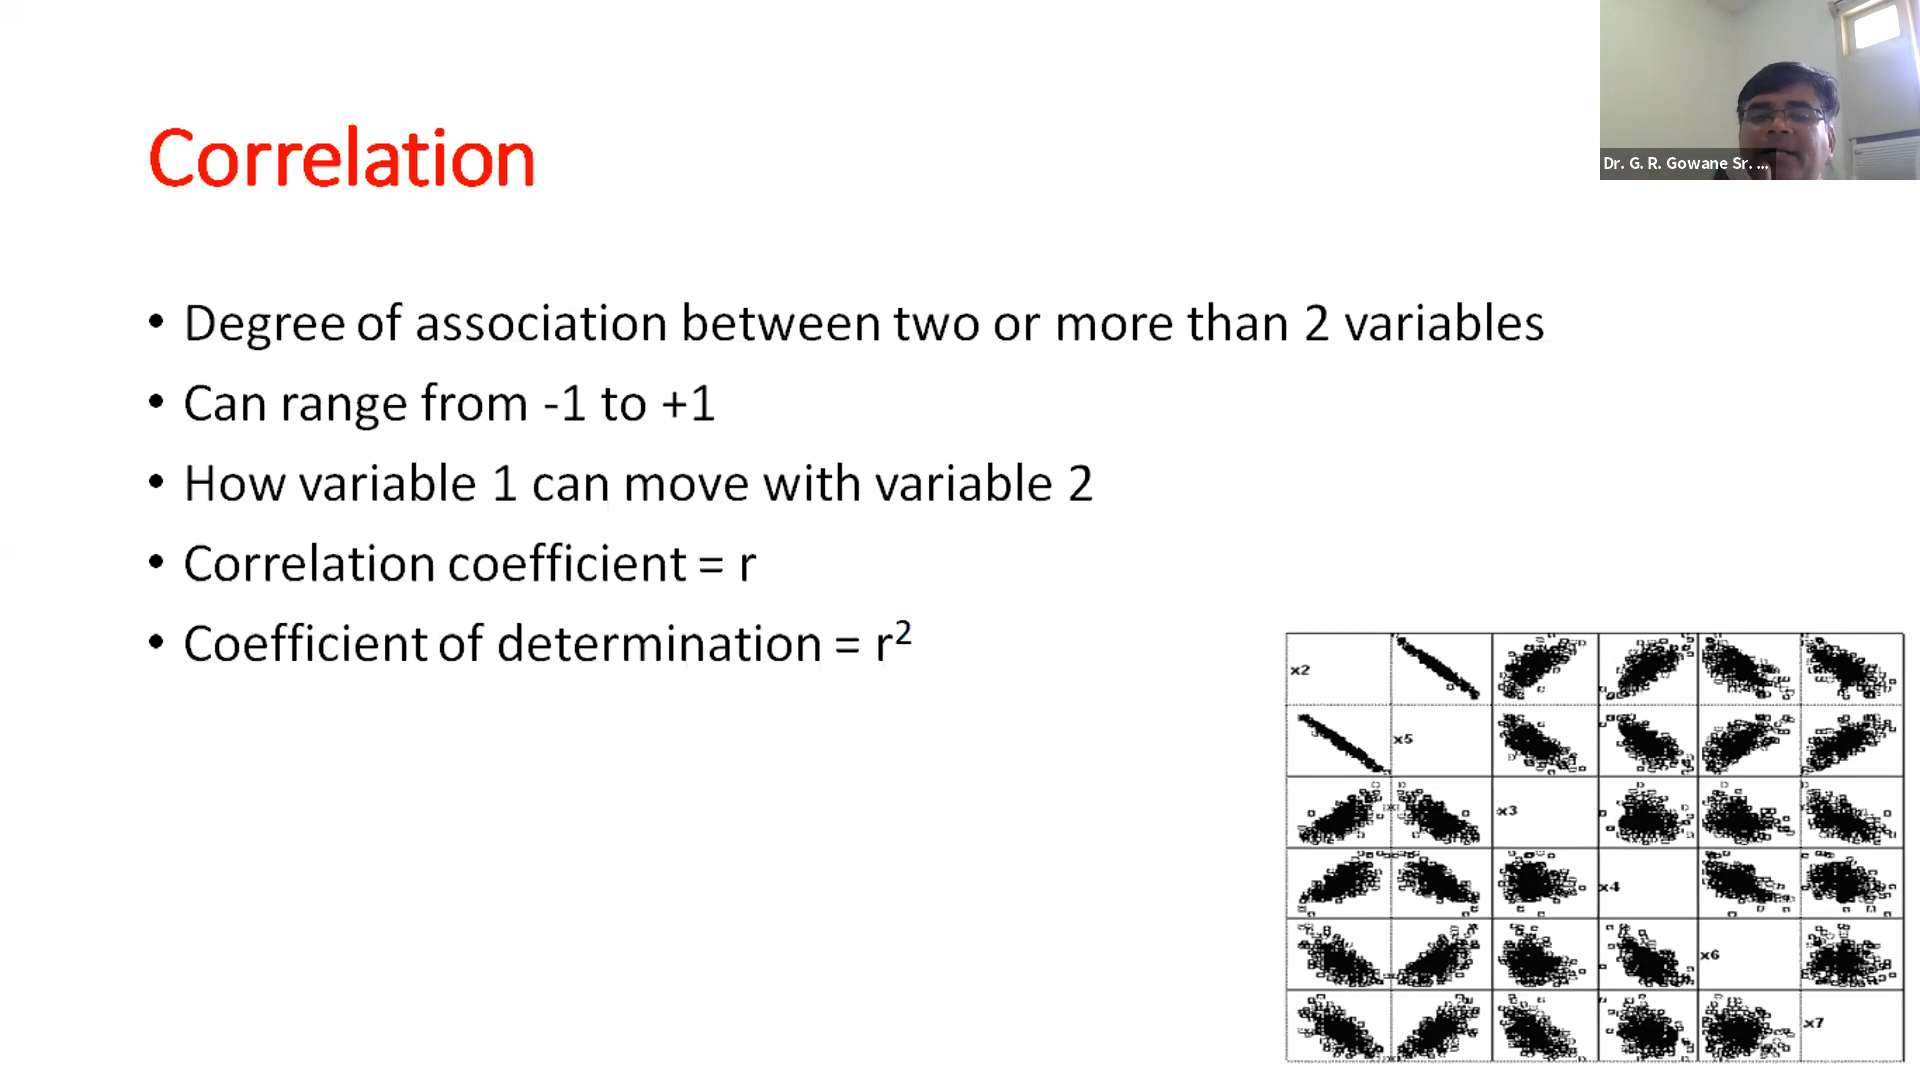 Correlation
Dr. G. R. Gowane Sr. ...
• Degree of association between two or more than 2 variables
• Can range from -1 to +1
• How variable 1 can move with variable 2
• Correlation coefficient = r
• Coefficient of determination = r²
x2
x5
x3
x4
x6
x7